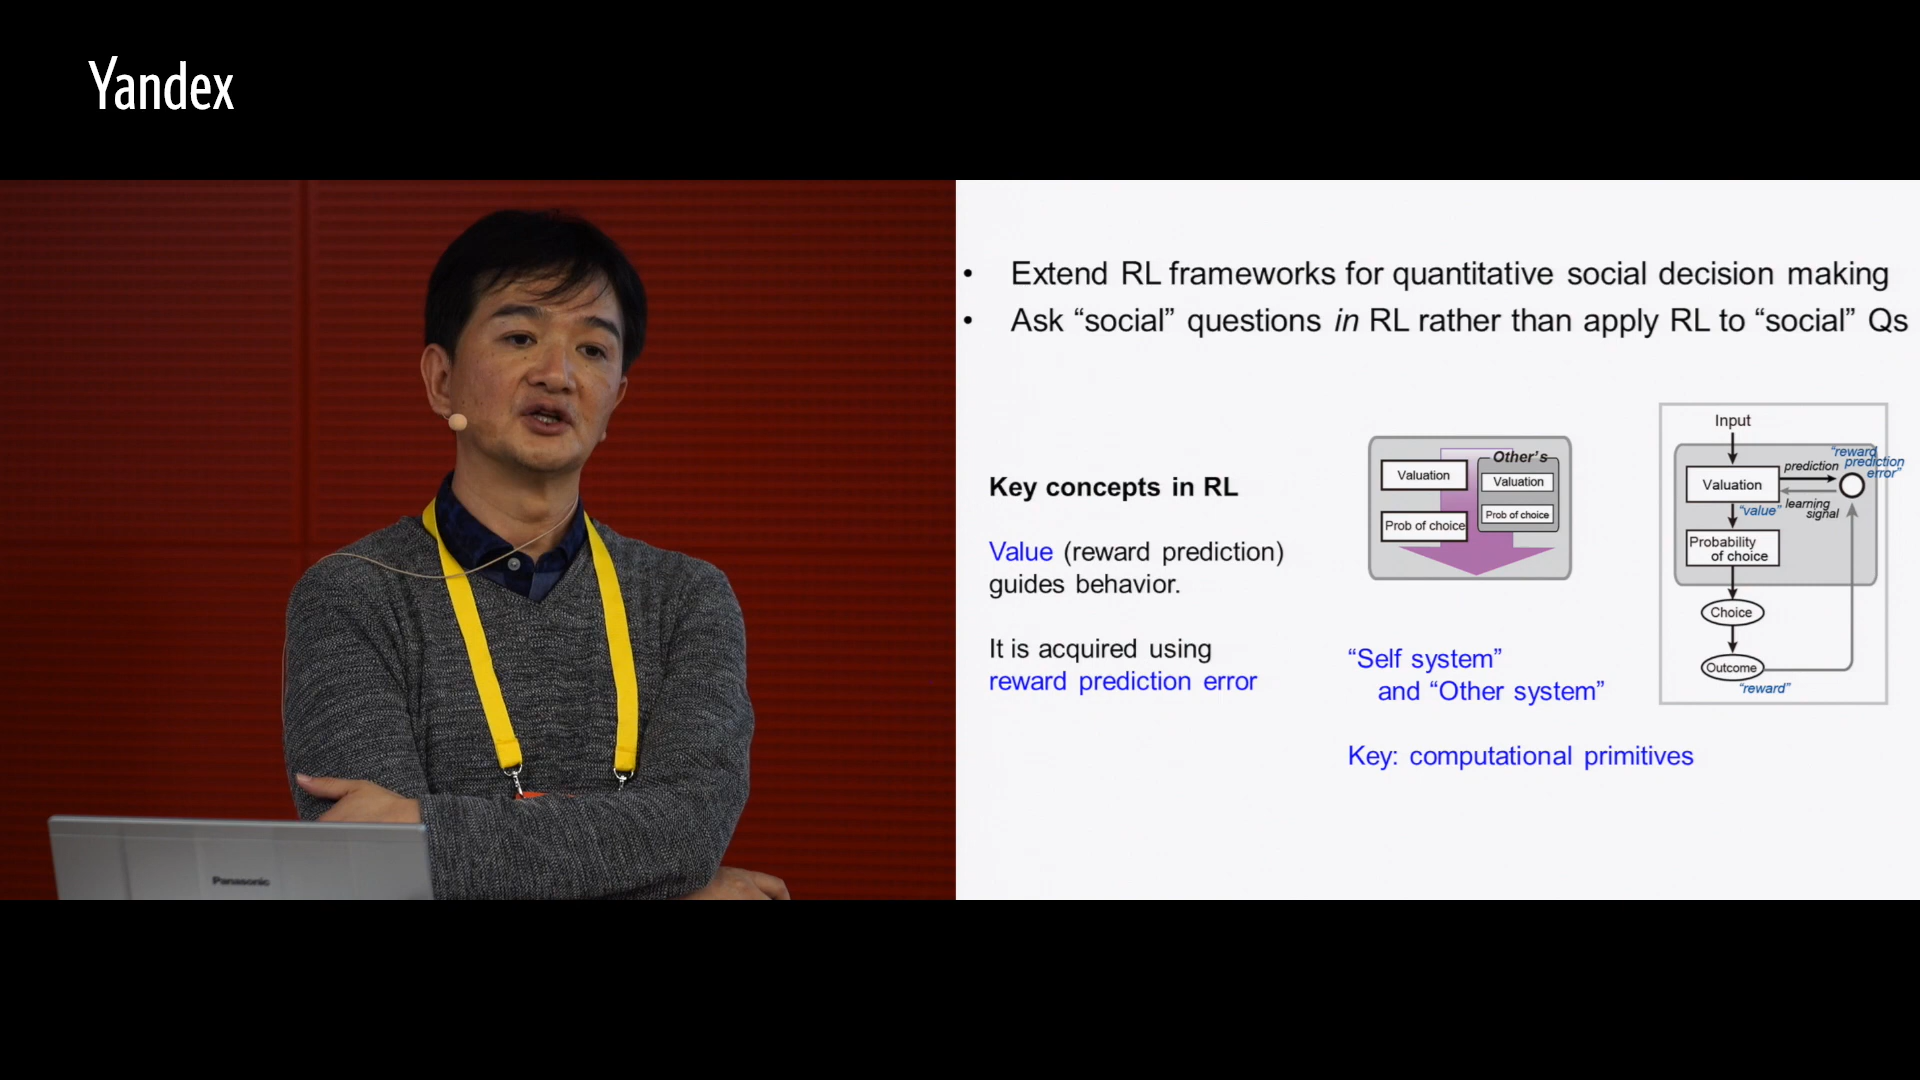 Yandex
• Extend RL frameworks for quantitative social decision making
• Ask “social” questions in RL rather than apply RL to “social” Qs
Key concepts in RL
Value (reward prediction)
guides behavior.
It is acquired using
reward prediction error
Other's
Valuation
Valuation
Prob of choice
Prob of choice
“Self system”
and “Other system”
Key: computational primitives
Input
“reward
prediction
error”
prediction
Valuation
“value”
learning
signal
Probability
of choice
Choice
Outcome
“reward”
Panasonic